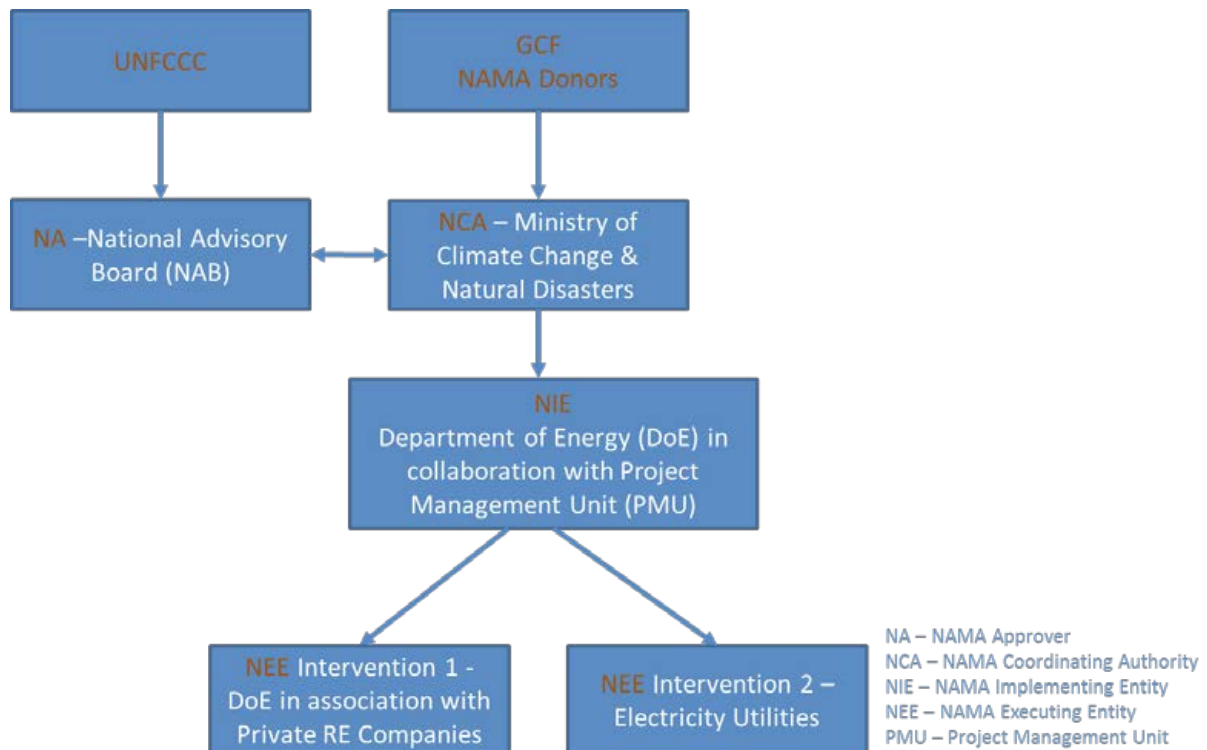 UNFCCC
GCF
NAMA Donors
NA –National Advisory
Board (NAB)
NCA – Ministry of
Climate Change &
Natural Disasters
NIE
Department of Energy (DoE) in
collaboration with Project
Management Unit (PMU)
NEE Intervention 1 -
DoE in association with
Private RE Companies
NEE Intervention 2 –
Electricity Utilities
NA – NAMA Approver
NCA – NAMA Coordinating Authority
NIE – NAMA Implementing Entity
NEE – NAMA Executing Entity
PMU – Project Management Unit